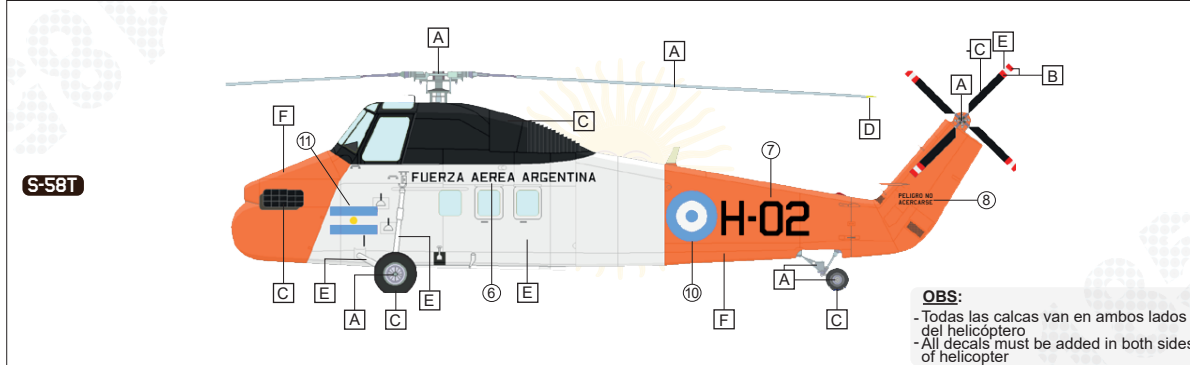 A
A
E
C
B
A
F
C
D
11
7
S-58T
FUERZA AEREA ARGENTINA
PELIGRO NO
ACERCARSE
8
H-02
C
E
E
6
E
10
A
A
C
F
C
OBS:
- Todas las calcas van en ambos lados
del helicóptero
- All decals must be added in both sides
of helicopter